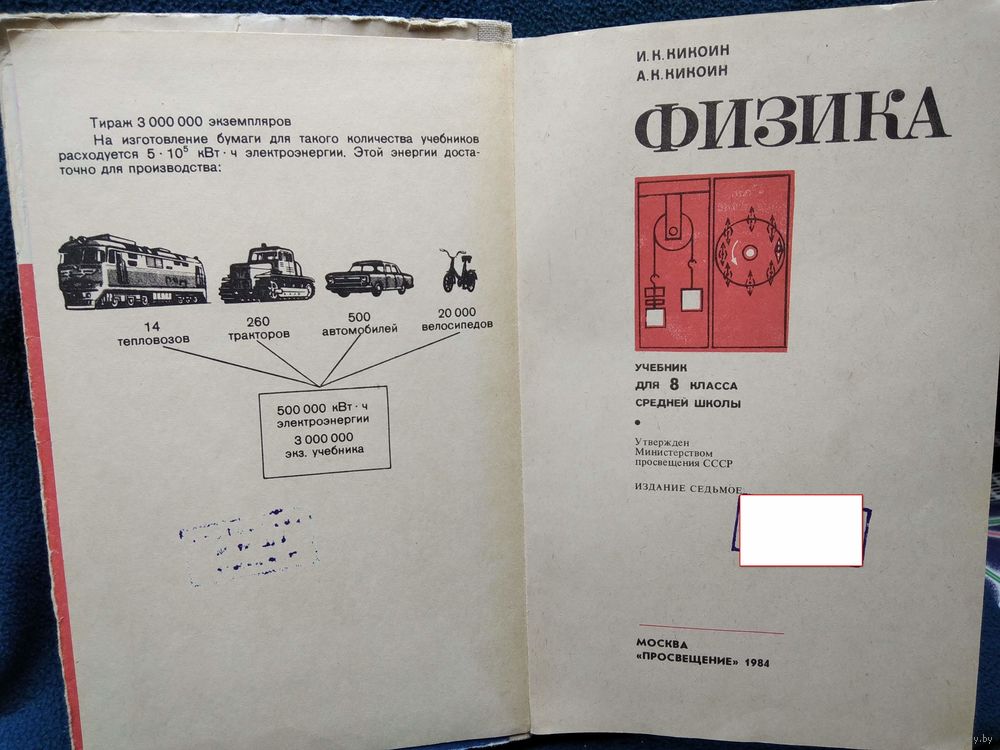 Тираж 3 000 000 экземпляров
На изготовление бумаги для такого количества учебников
расходуется 5 · 10⁵ кВт · ч электроэнергии. Этой энергии доста-
точно для производства:
14
тепловозов
260
тракторов
500
автомобилей
20 000
велосипедов
500 000 кВт · ч
электроэнергии
3 000 000
экз. учебника
И. К. КИКОИН
А. К. КИКОИН
ФИЗИКА
УЧЕБНИК
ДЛЯ 8 КЛАССА
СРЕДНЕЙ ШКОЛЫ
Утвержден
Министерством
просвещения СССР
ИЗДАНИЕ СЕДЬМОЕ
МОСКВА
«ПРОСВЕЩЕНИЕ» 1984
y.by